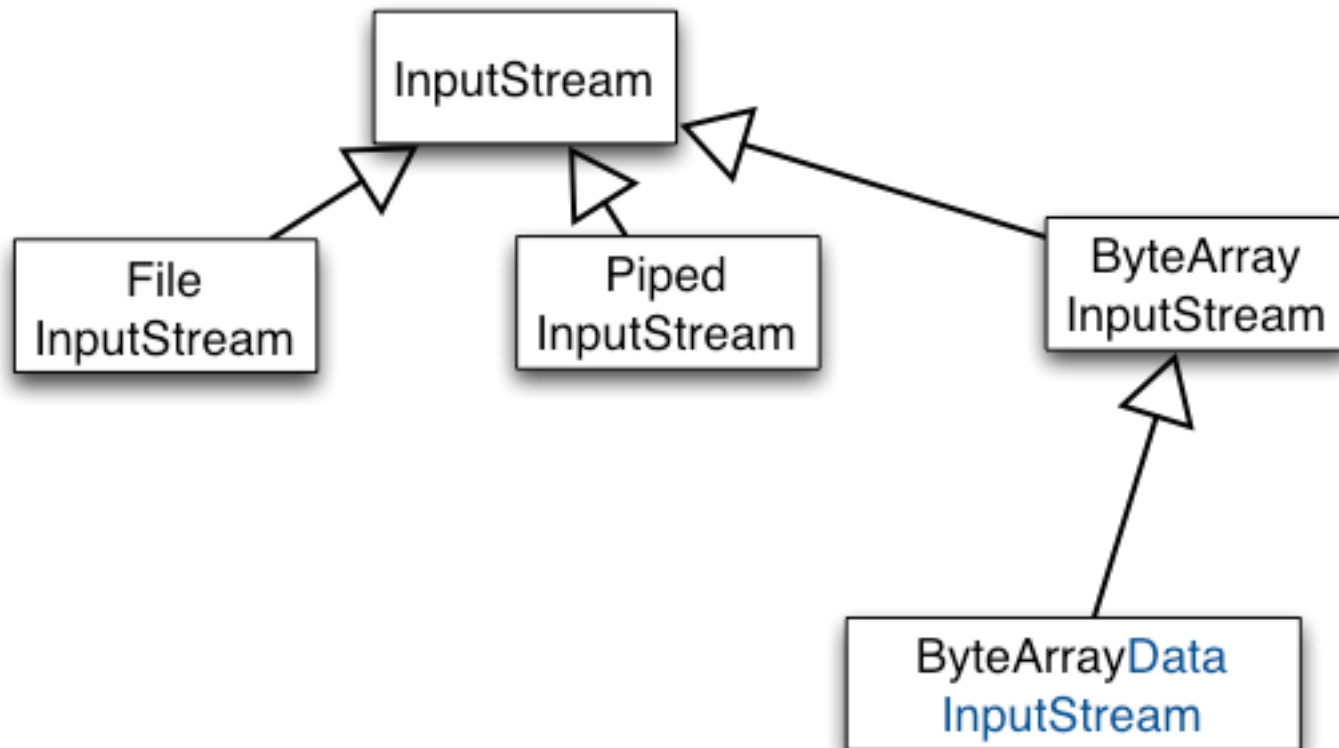 InputStream
File
InputStream
Piped
InputStream
ByteArray
InputStream
ByteArrayData
InputStream